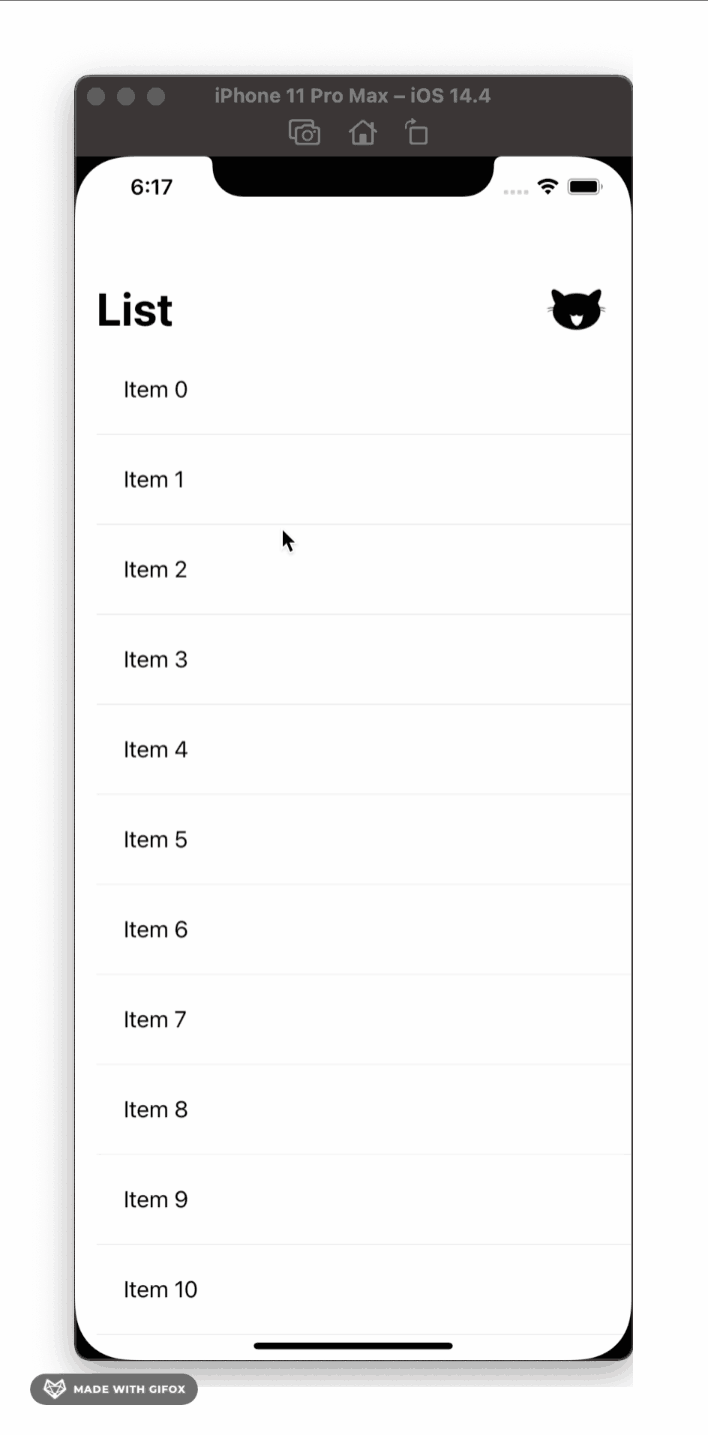 iPhone 11 Pro Max – iOS 14.4
6:17
List
Item 0
Item 1
Item 2
Item 3
Item 4
Item 5
Item 6
Item 7
Item 8
Item 9
Item 10
MADE WITH GIFOX